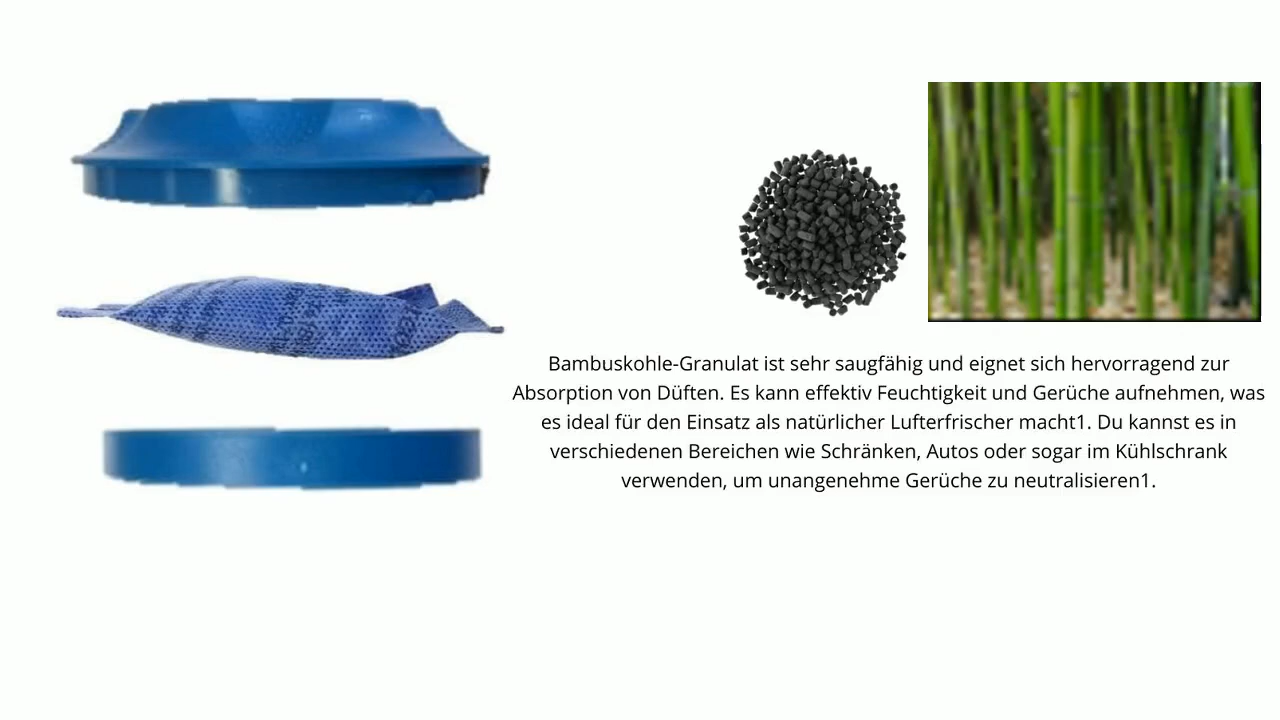 Bambuskohle-Granulat ist sehr saugfähig und eignet sich hervorragend zur
Absorption von Düften. Es kann effektiv Feuchtigkeit und Gerüche aufnehmen, was
es ideal für den Einsatz als natürlicher Lufterfrischer macht1. Du kannst es in
verschiedenen Bereichen wie Schränken, Autos oder sogar im Kühlschrank
verwenden, um unangenehme Gerüche zu neutralisieren1.